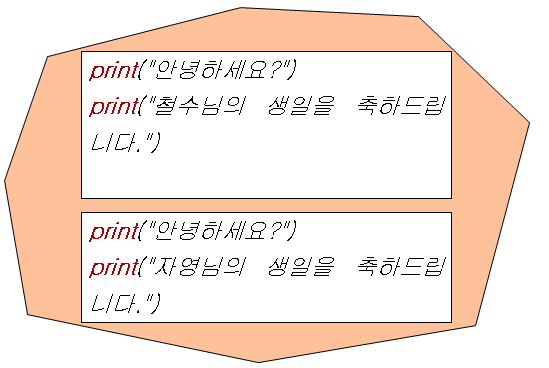 print("안녕하세요?")
print("철수님의 생일을 축하드립
니다.")
print("안녕하세요?")
print("자영님의 생일을 축하드립
니다.")